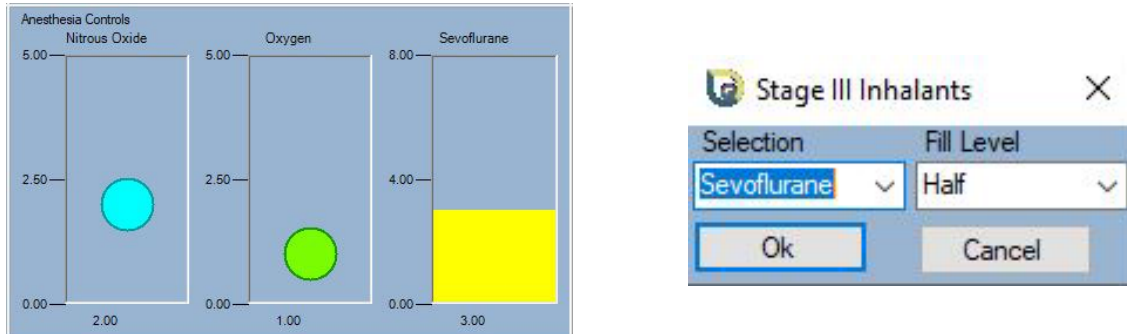 Anesthesia Controls
Nitrous Oxide Oxygen Sevoflurane
5.00 5.00 8.00
2.50 2.50 4.00
0.00 0.00 0.00
2.00 1.00 3.00
Stage III Inhalants
Selection Fill Level
Sevoflurane Half
Ok Cancel